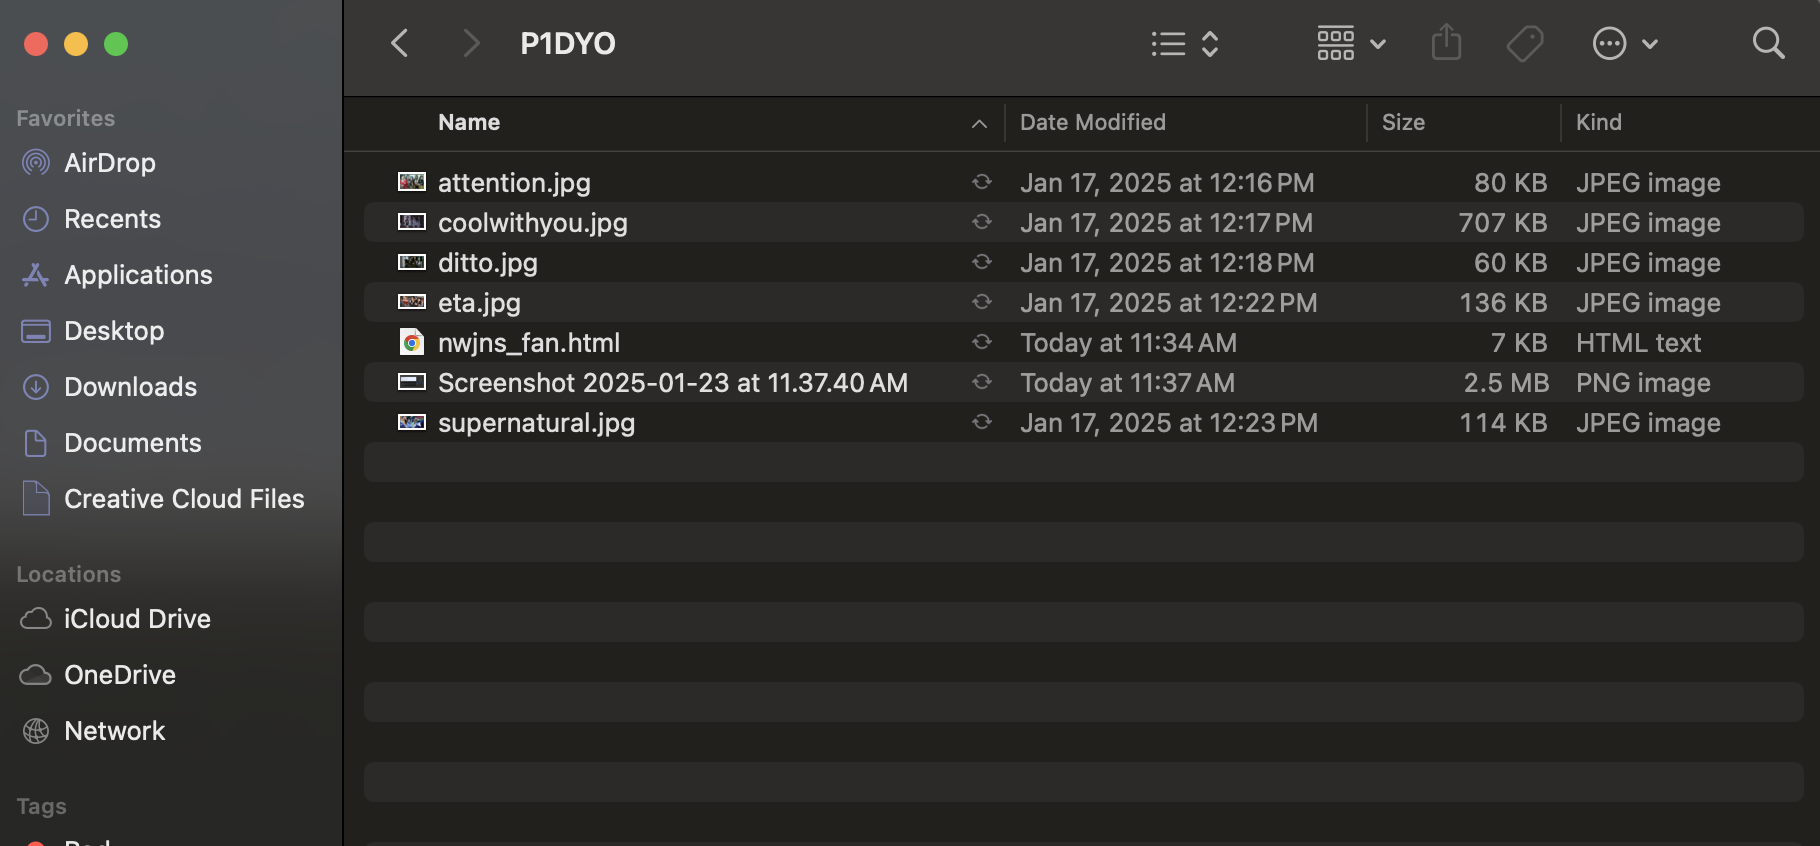 P1DYO
Favorites
AirDrop
Recents
Applications
Desktop
Downloads
Documents
Creative Cloud Files
Locations
iCloud Drive
OneDrive
Network
Tags
Name Date Modified Size Kind
attention.jpg Jan 17, 2025 at 12:16 PM 80 KB JPEG image
coolwithyou.jpg Jan 17, 2025 at 12:17 PM 707 KB JPEG image
ditto.jpg Jan 17, 2025 at 12:18 PM 60 KB JPEG image
eta.jpg Jan 17, 2025 at 12:22 PM 136 KB JPEG image
nwjns_fan.html Today at 11:34 AM 7 KB HTML text
Screenshot 2025-01-23 at 11.37.40 AM Today at 11:37 AM 2.5 MB PNG image
supernatural.jpg Jan 17, 2025 at 12:23 PM 114 KB JPEG image